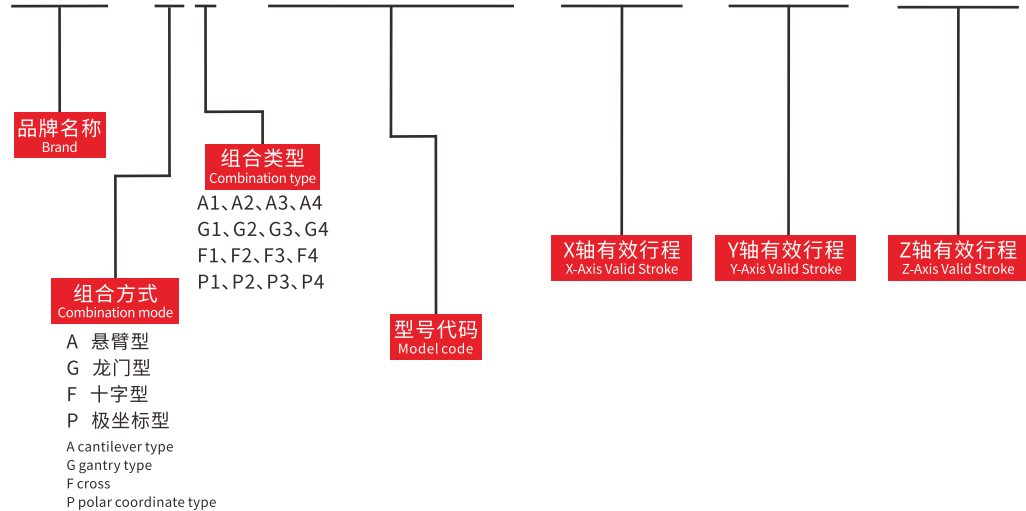 品牌名称
Brand
组合类型
Combination type
A1、A2、A3、A4
G1、G2、G3、G4
F1、F2、F3、F4
P1、P2、P3、P4
X轴有效行程
X-Axis Valid Stroke
Y轴有效行程
Y-Axis Valid Stroke
Z轴有效行程
Z-Axis Valid Stroke
组合方式
Combination mode
A 悬臂型
G 龙门型
F 十字型
P 极坐标型
A cantilever type
G gantry type
F cross
P polar coordinate type
型号代码
Model code